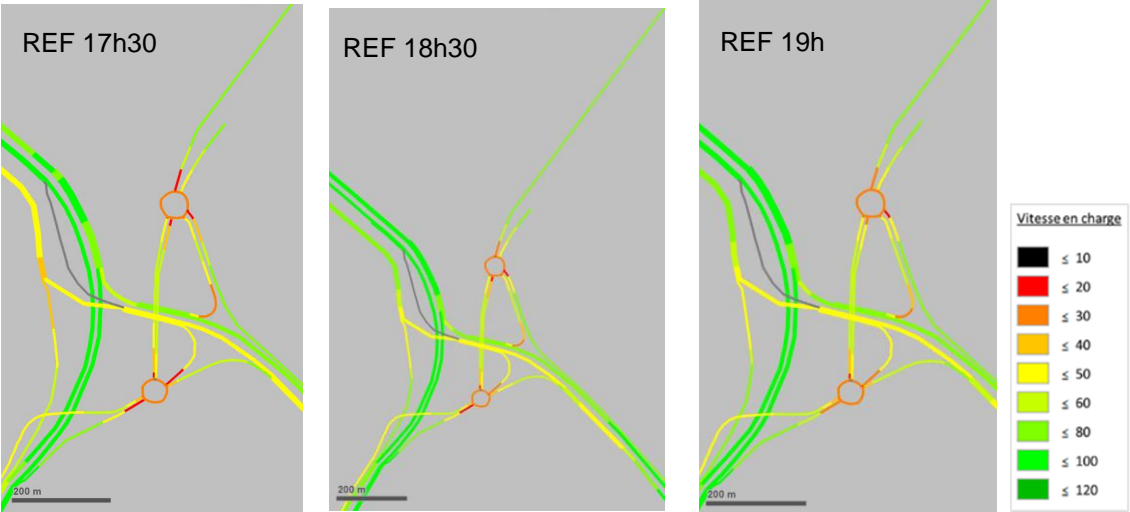 REF 17h30
REF 18h30
REF 19h
200 m
200 m
200 m
Vitesse en charge
≤ 10
≤ 20
≤ 30
≤ 40
≤ 50
≤ 60
≤ 80
≤ 100
≤ 120